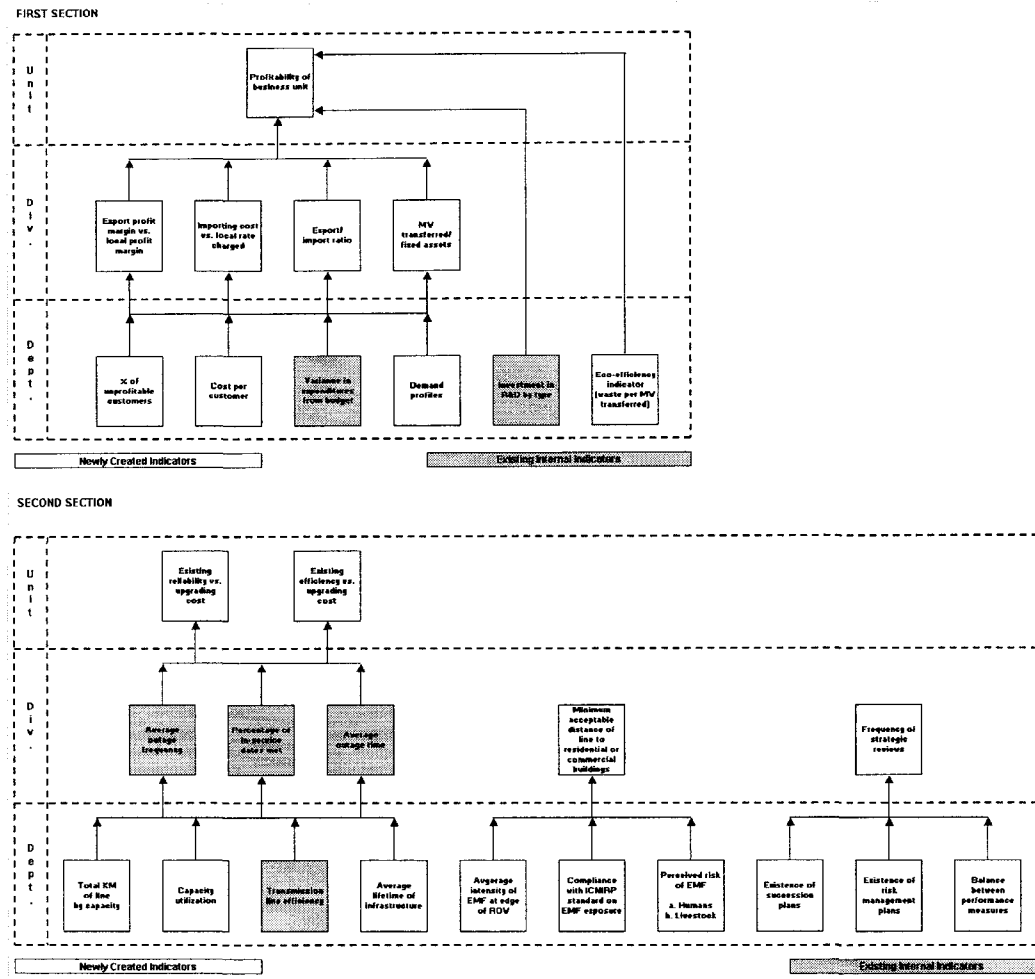 FIRST SECTION
U
n
i
t
Profitability of
business unit
D
i
v
.
Export profit
margin vs.
local profit
margin
Importing cost
vs. local rate
charged
Export/
import ratio
MV
transferred/
fixed assets
D
e
p
t
.
% of
unprofitable
customers
Cost per
customer
Variance in
expenditures
from budget
Demand
profiles
Investment in
R&D by type
Eco-efficiency
indicator
(waste per MV
transferred)
Newly Created Indicators
Existing Internal Indicators
SECOND SECTION
U
n
i
t
Existing
reliability vs.
upgrading
cost
Existing
efficiency vs.
upgrading
cost
D
i
v
.
Average
outage
frequency
Percentage of
in-service
dates met
Average
outage time
Minimum
acceptable
distance of
line to
residential or
commercial
buildings
Frequency of
strategic
reviews
D
e
p
t
.
Total KM
of line
by capacity
Capacity
utilization
Transmission
line efficiency
Average
lifetime of
infrastructure
Avgerage
intensity of
EMF at edge
of ROV
Compliance
with ICNIRP
standard on
EMF exposure
Perceived risk
of EMF
a. Humans
b. Livestock
Existence of
succession
plans
Existence of
risk
management
plans
Balance
between
performance
measures
Newly Created Indicators
Existing Internal Indicators